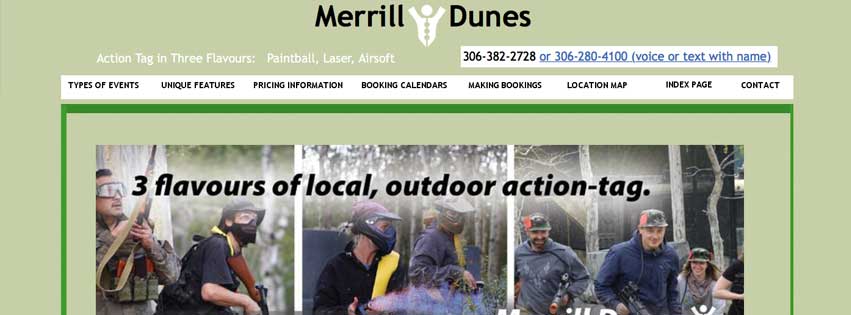 Merrill Dunes
Action Tag in Three Flavours: Paintball, Laser, Airsoft
306-382-2728 or 306-280-4100 (voice or text with name)
TYPES OF EVENTS UNIQUE FEATURES PRICING INFORMATION BOOKING CALENDARS MAKING BOOKINGS LOCATION MAP INDEX PAGE CONTACT
3 flavours of local, outdoor action-tag.